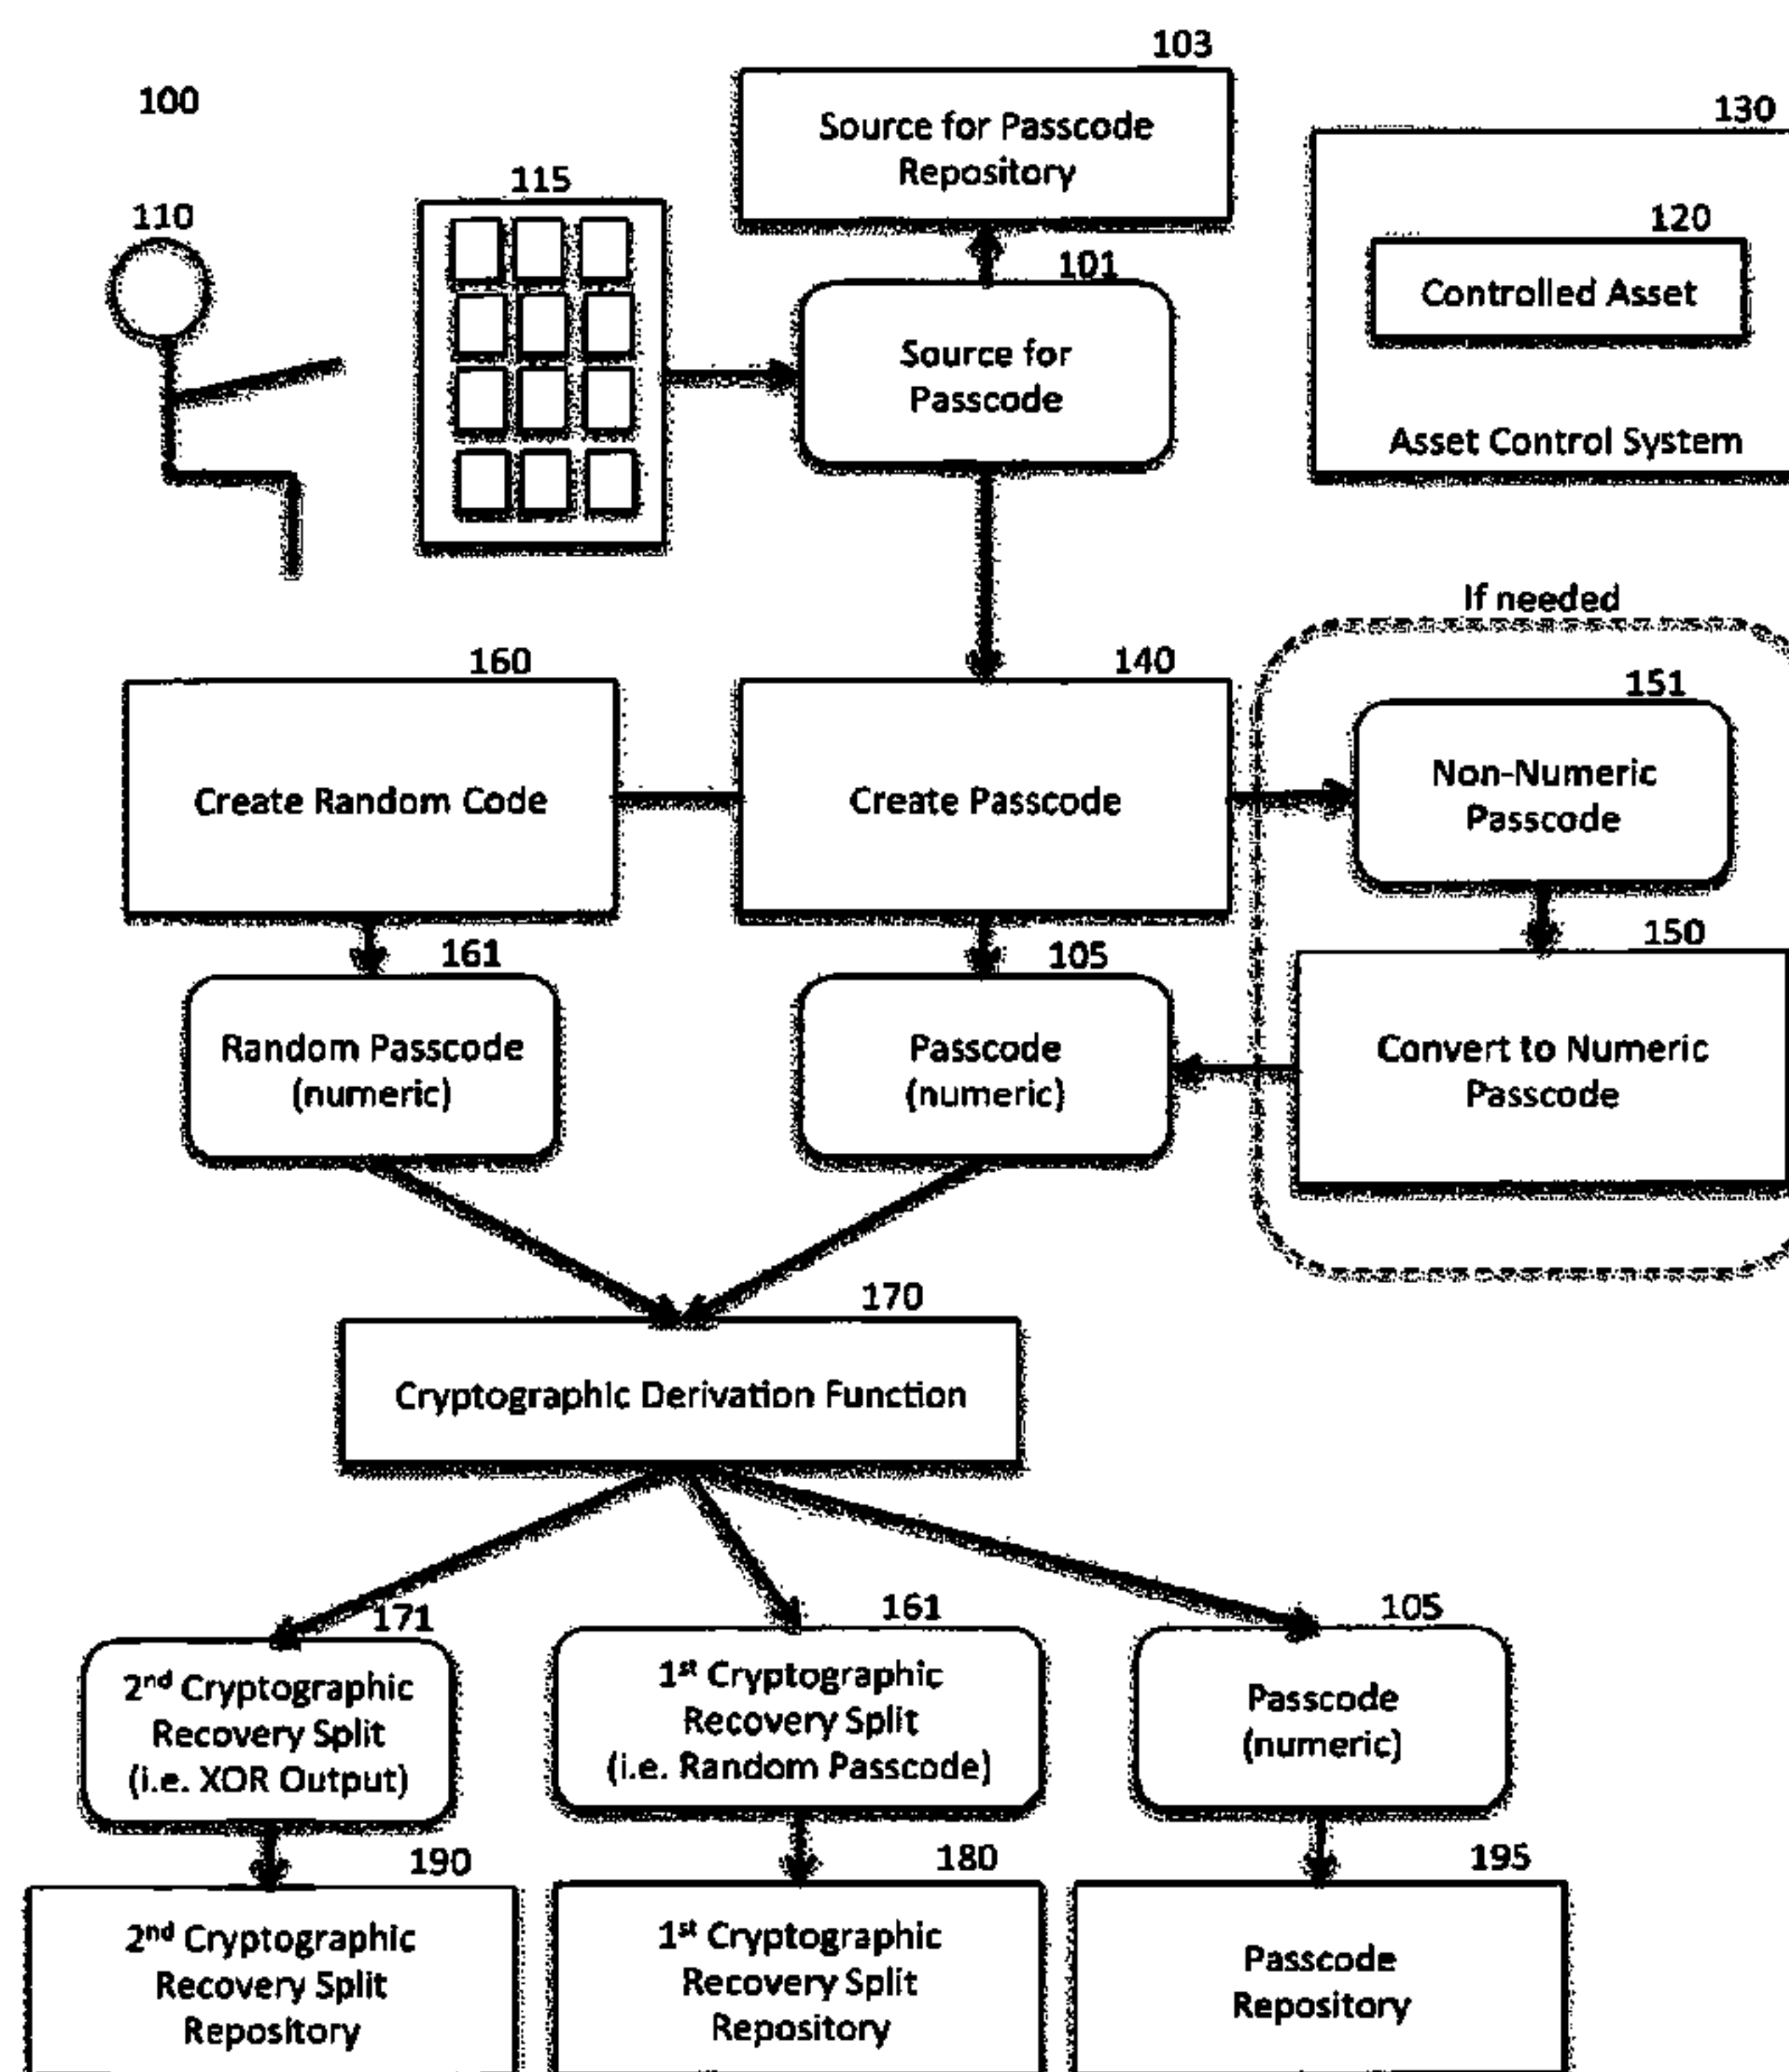 100
103
Source for Passcode
Repository
130
120
Controlled Asset
Asset Control System
110
115
101
Source for
Passcode
If needed
160
Create Random Code
140
Create Passcode
151
Non-Numeric
Passcode
161
Random Passcode
(numeric)
105
Passcode
(numeric)
150
Convert to Numeric
Passcode
170
Cryptographic Derivation Function
171
2nd Cryptographic
Recovery Split
(i.e. XOR Output)
161
1st Cryptographic
Recovery Split
(i.e. Random Passcode)
105
Passcode
(numeric)
190
2nd Cryptographic
Recovery Split
Repository
180
1st Cryptographic
Recovery Split
Repository
195
Passcode
Repository